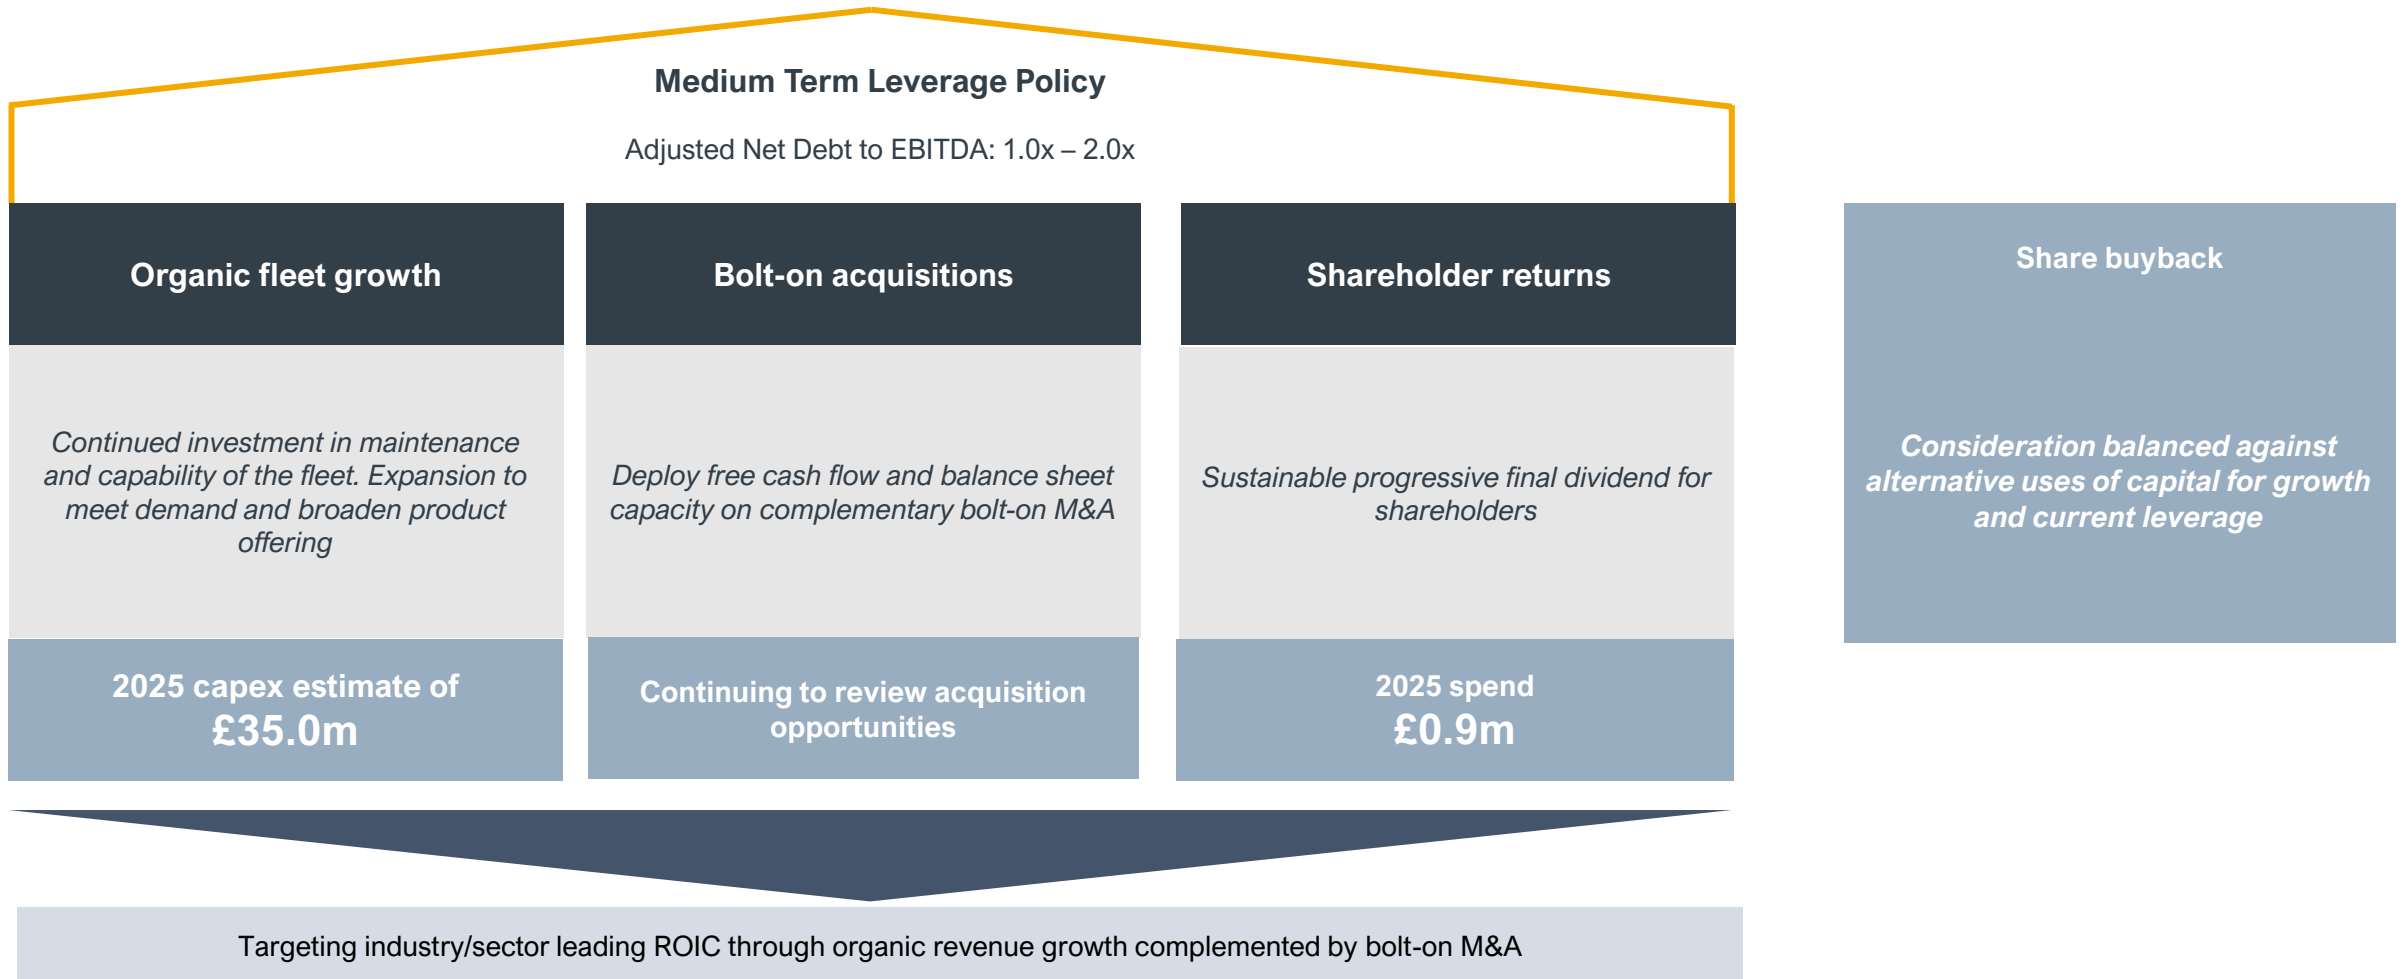 Medium Term Leverage Policy
Adjusted Net Debt to EBITDA: 1.0x – 2.0x
Organic fleet growth
Continued investment in maintenance
and capability of the fleet. Expansion to
meet demand and broaden product
offering
2025 capex estimate of
£35.0m
Bolt-on acquisitions
Deploy free cash flow and balance sheet
capacity on complementary bolt-on M&A
Continuing to review acquisition
opportunities
Shareholder returns
Sustainable progressive final dividend for
shareholders
2025 spend
£0.9m
Share buyback
Consideration balanced against
alternative uses of capital for growth
and current leverage
Targeting industry/sector leading ROIC through organic revenue growth complemented by bolt-on M&A